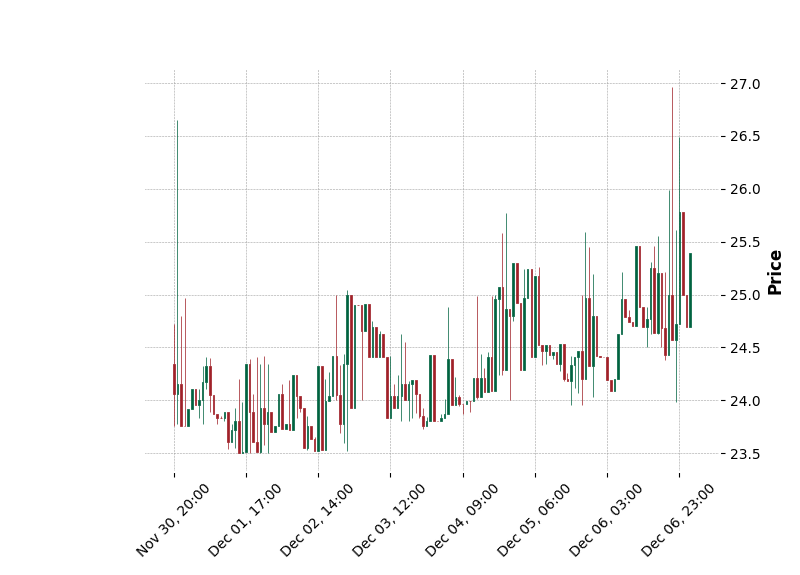 27.0
26.5
26.0
25.5
25.0
24.5
24.0
23.5
Price
Nov 30, 20:00
Dec 01, 17:00
Dec 02, 14:00
Dec 03, 12:00
Dec 04, 09:00
Dec 05, 06:00
Dec 06, 03:00
Dec 06, 23:00